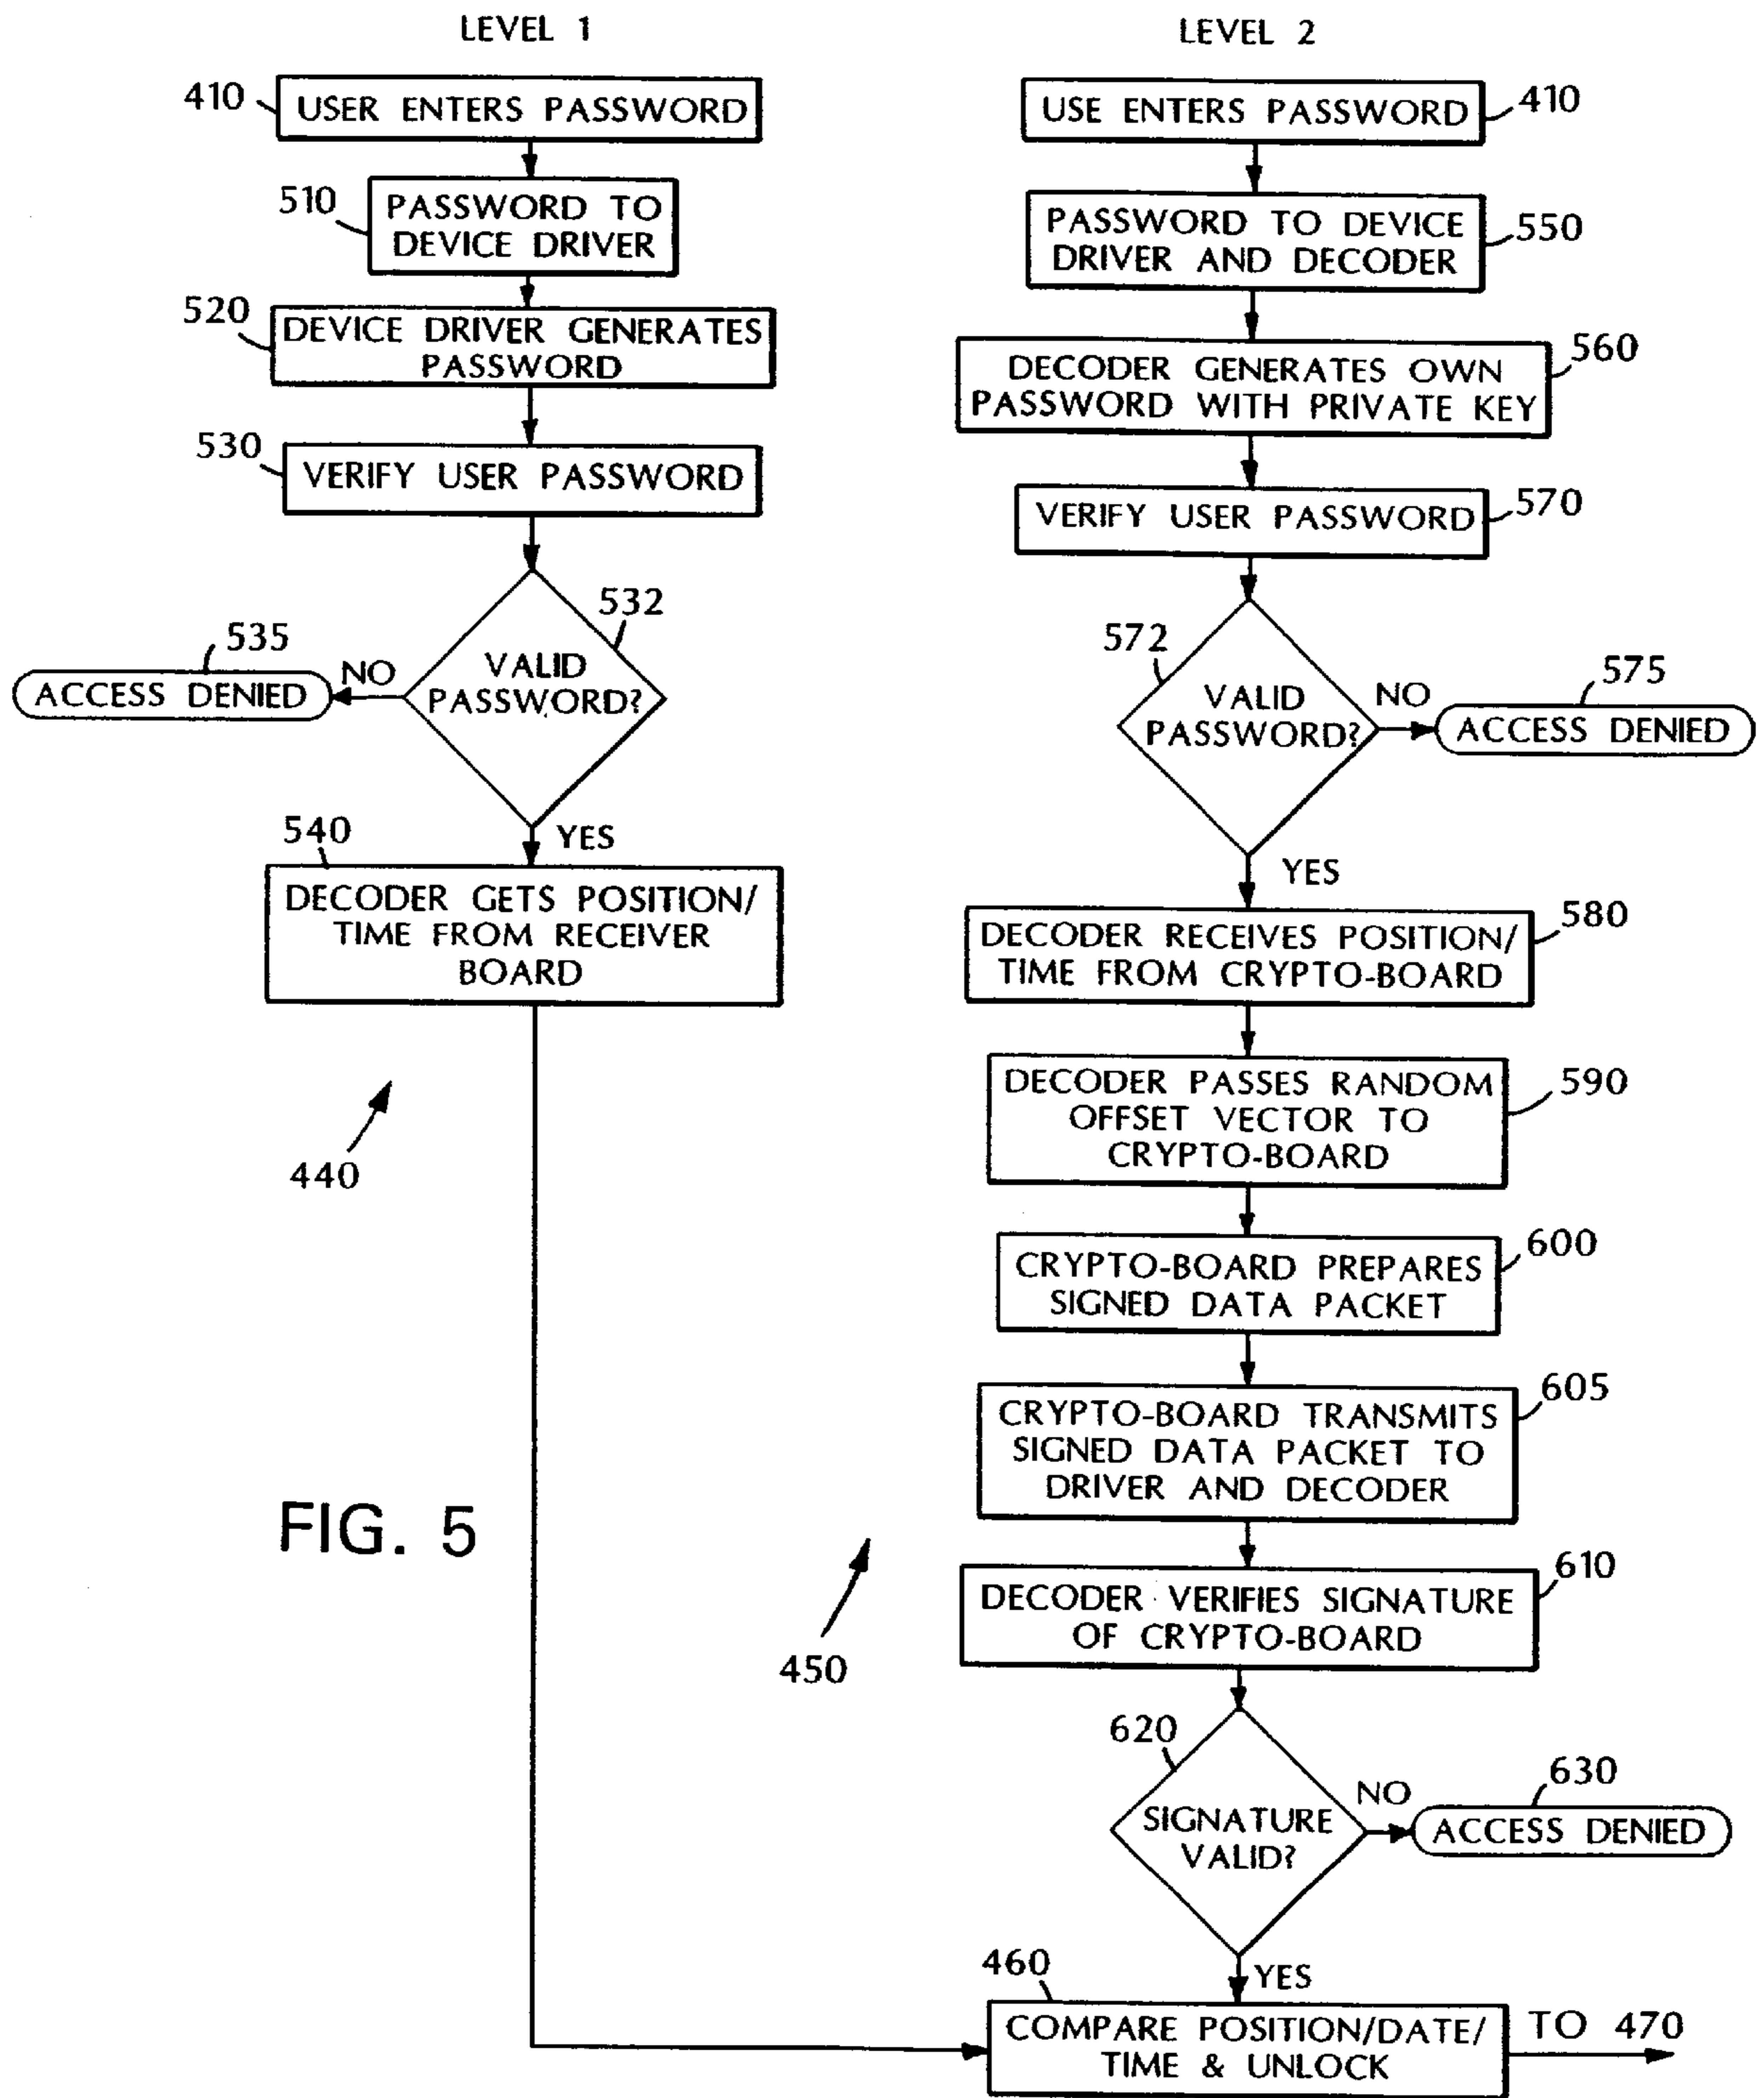 LEVEL 1
410
USER ENTERS PASSWORD
510
PASSWORD TO
DEVICE DRIVER
520
DEVICE DRIVER GENERATES
PASSWORD
530
VERIFY USER PASSWORD
532
VALID
PASSWORD?
NO
535
ACCESS DENIED
YES
540
DECODER GETS POSITION/
TIME FROM RECEIVER
BOARD
440
FIG. 5
LEVEL 2
USE ENTERS PASSWORD
410
PASSWORD TO DEVICE
DRIVER AND DECODER
550
DECODER GENERATES OWN
PASSWORD WITH PRIVATE KEY
560
VERIFY USER PASSWORD
570
572
VALID
PASSWORD?
NO
575
ACCESS DENIED
YES
580
DECODER RECEIVES POSITION/
TIME FROM CRYPTO-BOARD
DECODER PASSES RANDOM
OFFSET VECTOR TO
CRYPTO-BOARD
590
600
CRYPTO-BOARD PREPARES
SIGNED DATA PACKET
605
CRYPTO-BOARD TRANSMITS
SIGNED DATA PACKET TO
DRIVER AND DECODER
450
610
DECODER VERIFIES SIGNATURE
OF CRYPTO-BOARD
620
SIGNATURE
VALID?
NO
630
ACCESS DENIED
YES
460
COMPARE POSITION/DATE/
TIME & UNLOCK
TO 470